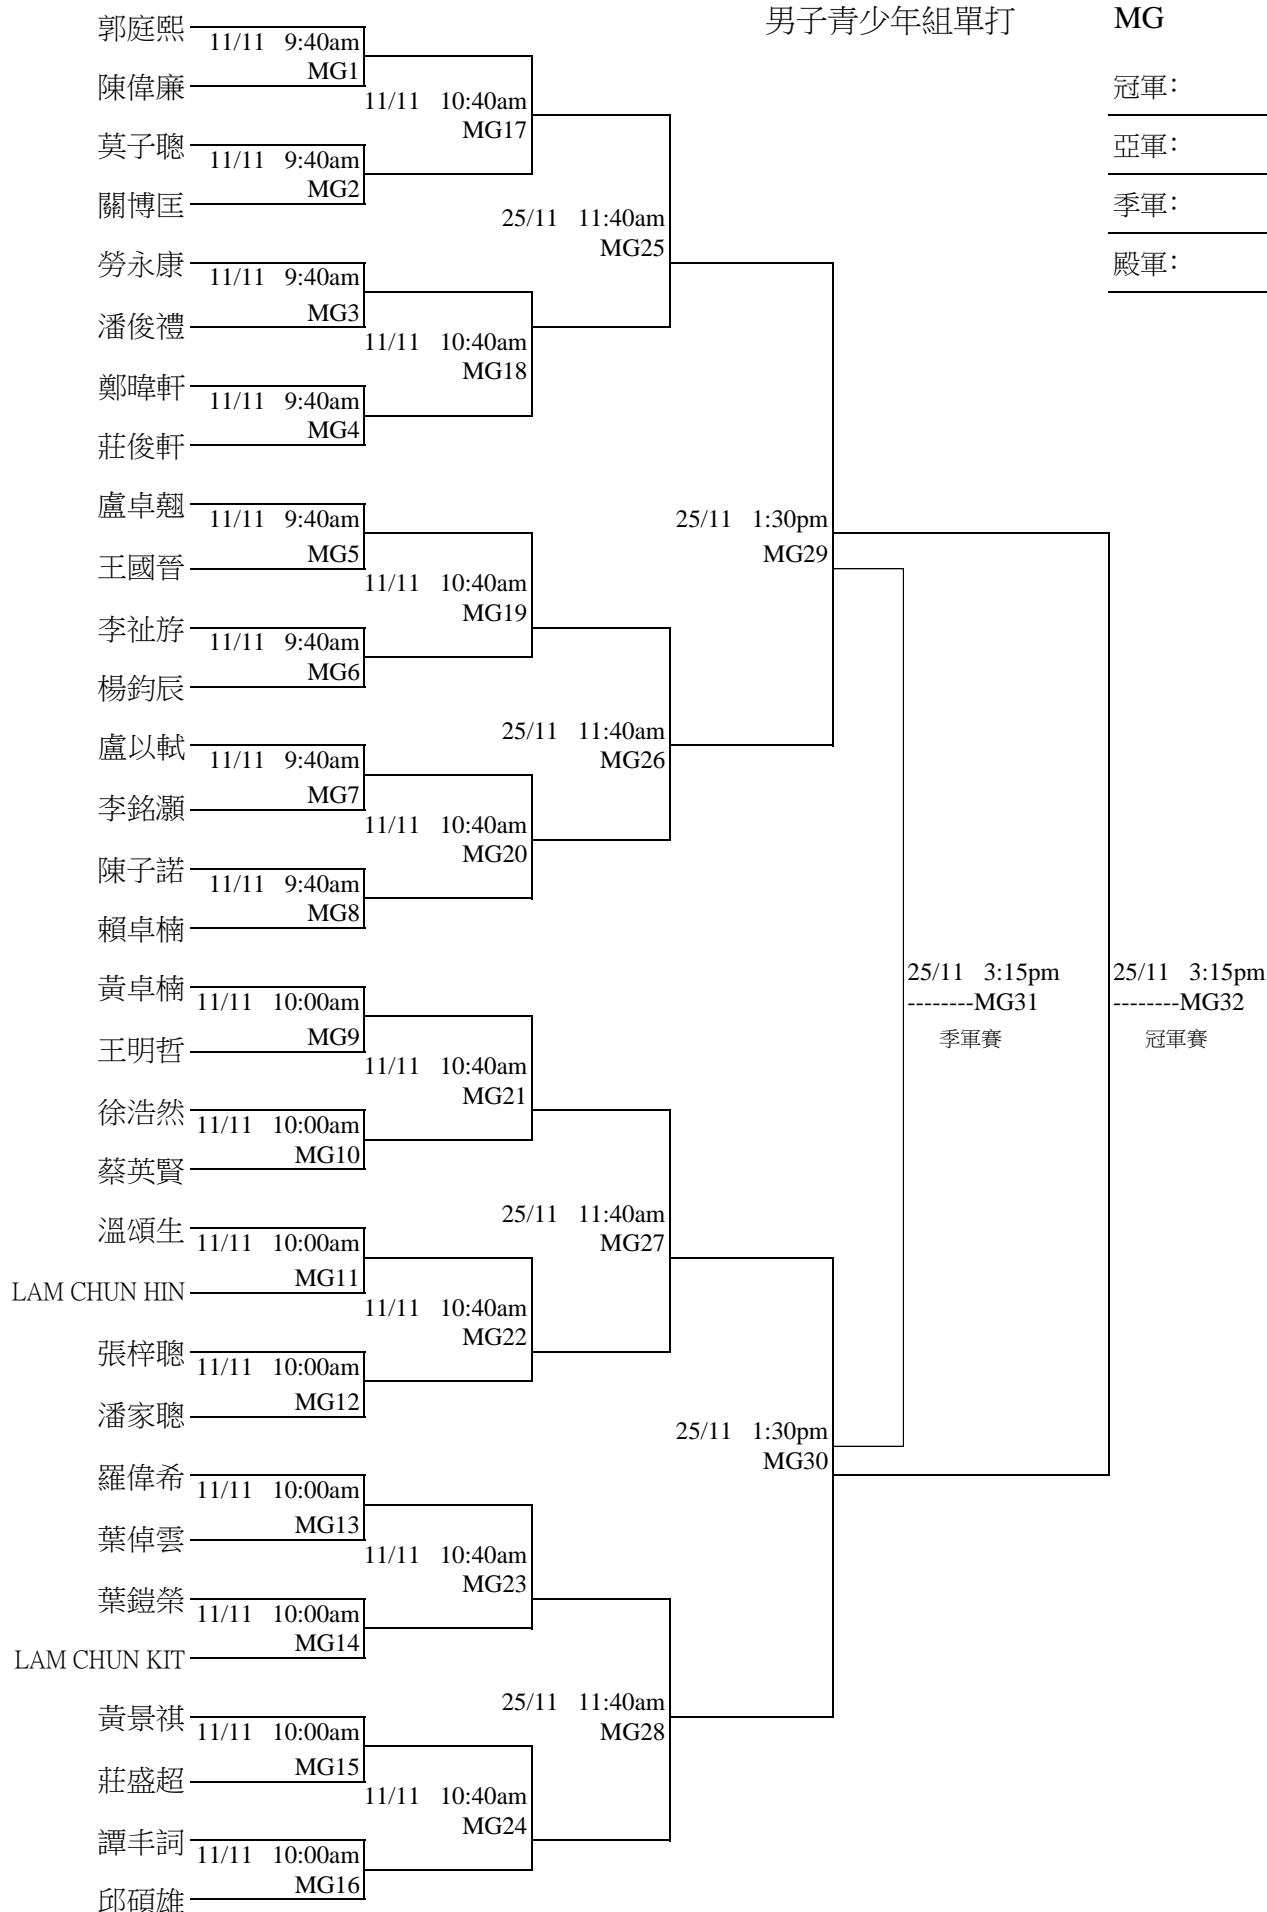 男子青少年組單打 MG
冠軍：
亞軍：
季軍：
殿軍：
郭庭熙
11/11 9:40am
MG1
陳偉廉
11/11 10:40am
MG17
莫子聰
11/11 9:40am
MG2
關博匡
25/11 11:40am
MG25
勞永康
11/11 9:40am
MG3
潘俊禮
11/11 10:40am
MG18
鄭暐軒
11/11 9:40am
MG4
莊俊軒
盧卓翹
11/11 9:40am
MG5
25/11 1:30pm
MG29
王國晉
11/11 10:40am
MG19
李祉斿
11/11 9:40am
MG6
楊鈞辰
25/11 11:40am
MG26
盧以軾
11/11 9:40am
MG7
李銘灝
11/11 10:40am
MG20
陳子諾
11/11 9:40am
MG8
賴卓楠
25/11 3:15pm
--------MG31
季軍賽
25/11 3:15pm
--------MG32
冠軍賽
黃卓楠
11/11 10:00am
MG9
王明哲
11/11 10:40am
MG21
徐浩然
11/11 10:00am
MG10
蔡英賢
25/11 11:40am
MG27
溫頌生
11/11 10:00am
MG11
LAM CHUN HIN
11/11 10:40am
MG22
張梓聰
11/11 10:00am
MG12
潘家聰
25/11 1:30pm
MG30
羅偉希
11/11 10:00am
MG13
葉倬雲
11/11 10:40am
MG23
葉鎧榮
11/11 10:00am
MG14
LAM CHUN KIT
25/11 11:40am
MG28
黃景祺
11/11 10:00am
MG15
莊盛超
11/11 10:40am
MG24
譚丰詞
11/11 10:00am
MG16
邱碩雄